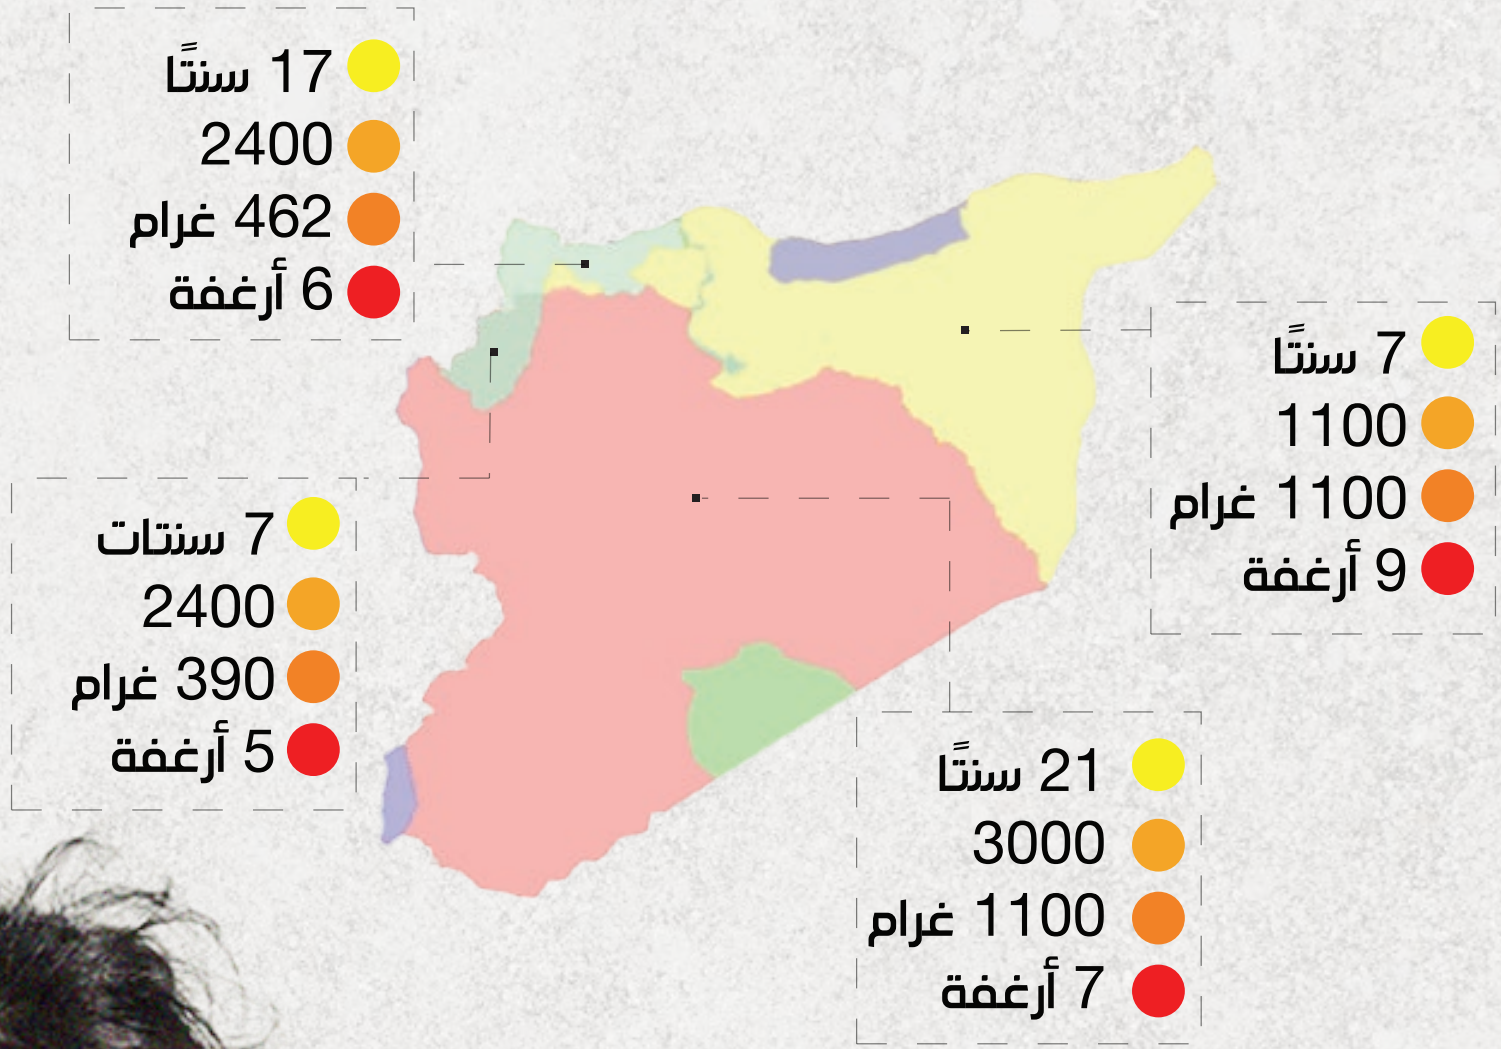 17 سنتًا
2400
462 غرام
6 أرغفة
7 سنتًا
1100
1100 غرام
9 أرغفة
7 سنتات
2400
390 غرام
5 أرغفة
21 سنتًا
3000
1100 غرام
7 أرغفة